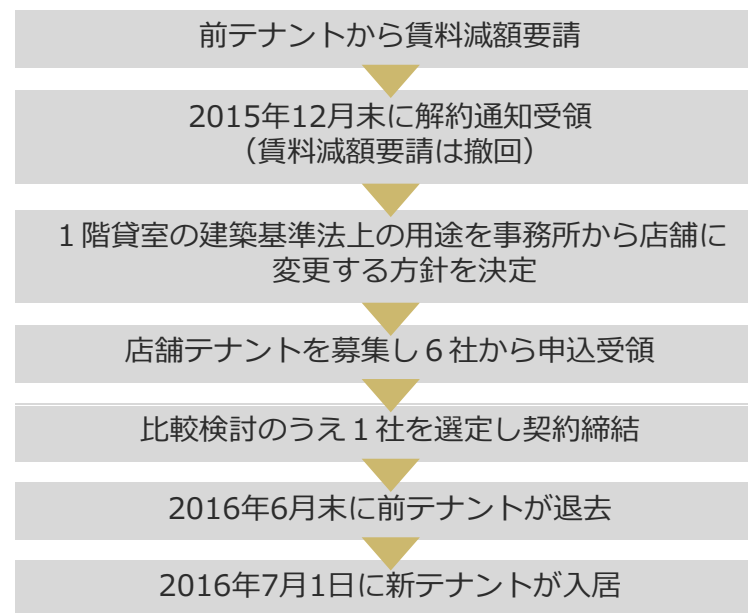 前テナントから賃料減額要請
2015年12月末に解約通知受領
（賃料減額要請は撤回）
１階貸室の建築基準法上の用途を事務所から店舗に
変更する方針を決定
店舗テナントを募集し６社から申込受領
比較検討のうえ１社を選定し契約締結
2016年6月末に前テナントが退去
2016年7月1日に新テナントが入居